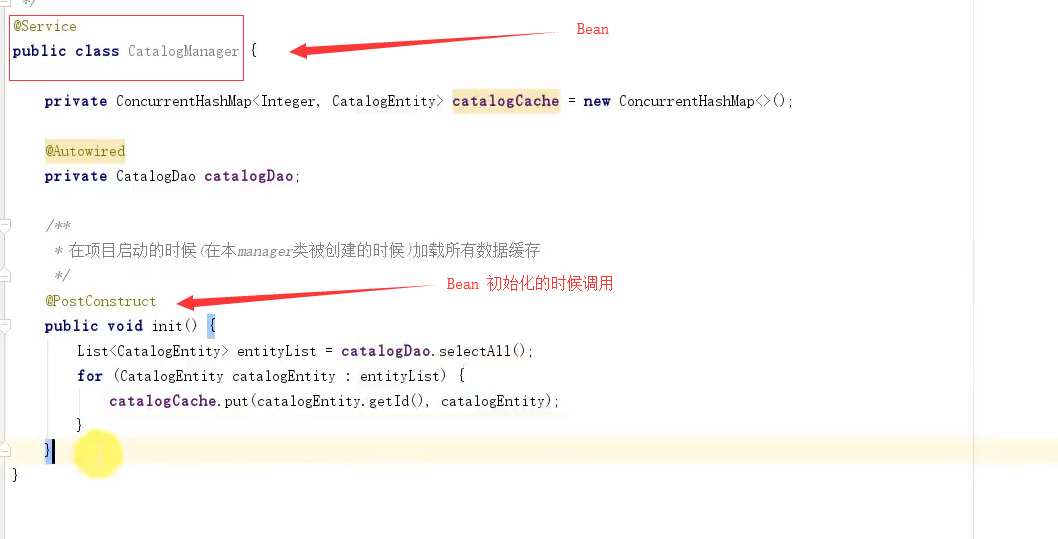 */
@Service
public class CatalogManager {
Bean
private ConcurrentHashMap<Integer, CatalogEntity> catalogCache = new ConcurrentHashMap<>();
@Autowired
private CatalogDao catalogDao;
/**
* 在项目启动的时候(在本manager类被创建的时候)加载所有数据缓存
*/
Bean 初始化的时候调用
@PostConstruct
public void init() {
List<CatalogEntity> entityList = catalogDao.selectAll();
for (CatalogEntity catalogEntity : entityList) {
catalogCache.put(catalogEntity.getId(), catalogEntity);
}
}
}